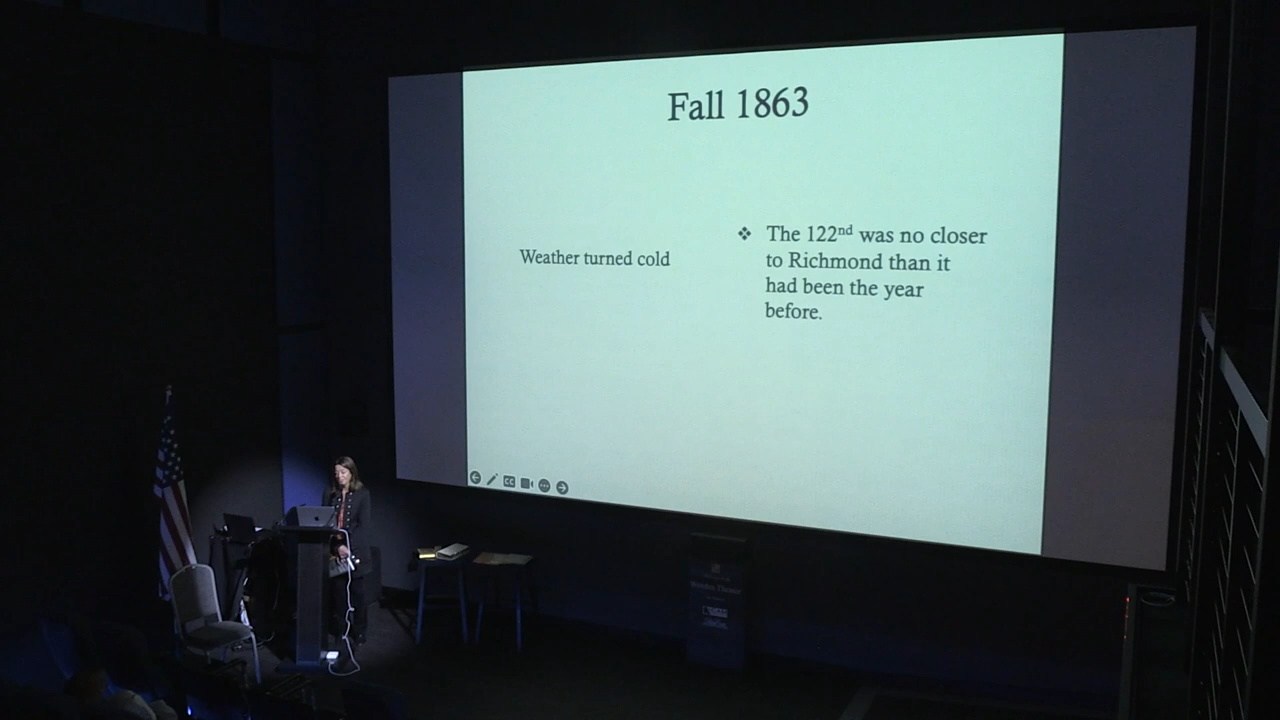 Fall 1863
Weather turned cold
❖ The 122nd was no closer
to Richmond than it
had been the year
before.
CC